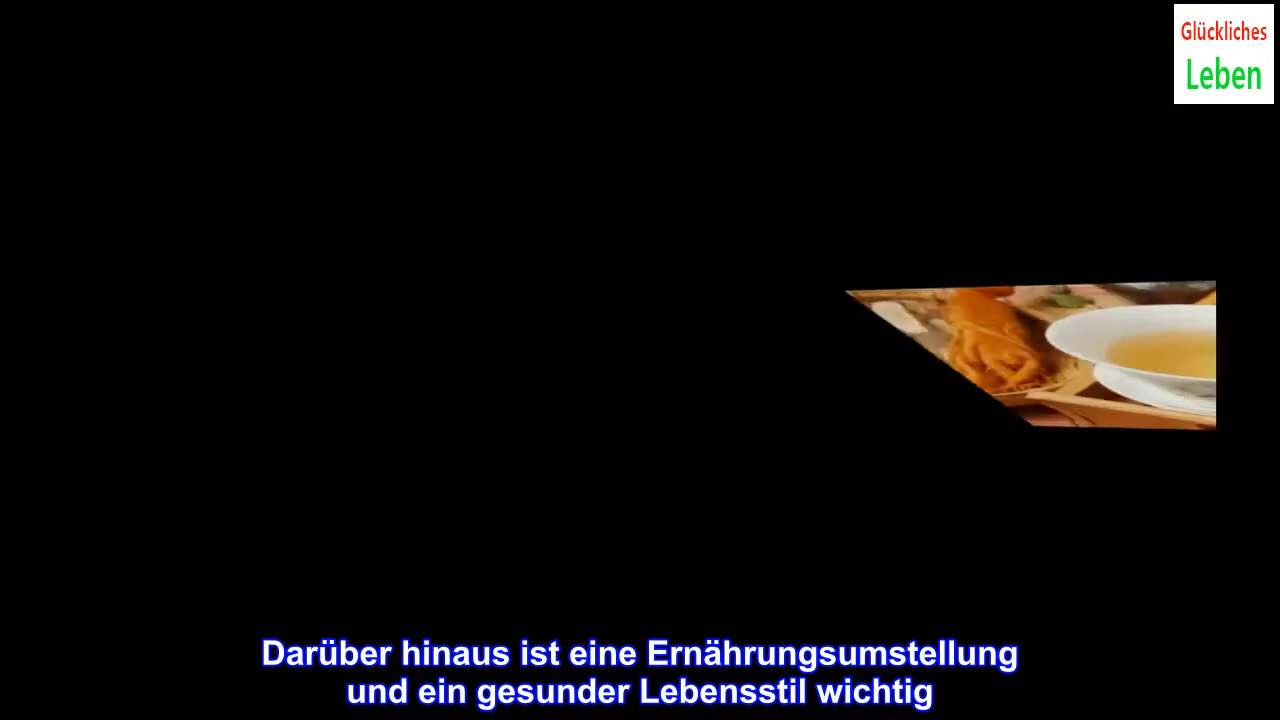 Glückliches
Leben
Darüber hinaus ist eine Ernährungsumstellung
und ein gesunder Lebensstil wichtig